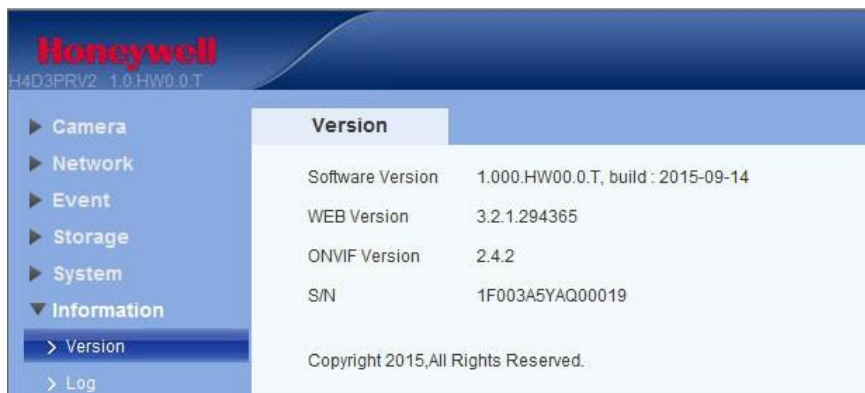 Honeywell
H4D3PRV2 1.0.HW0.0.T
Camera
Network
Event
Storage
System
Information
Version
Log
Version
Software Version 1.000.HW00.0.T, build : 2015-09-14
WEB Version 3.2.1.294365
ONVIF Version 2.4.2
S/N 1F003A5YAQ00019
Copyright 2015,All Rights Reserved.